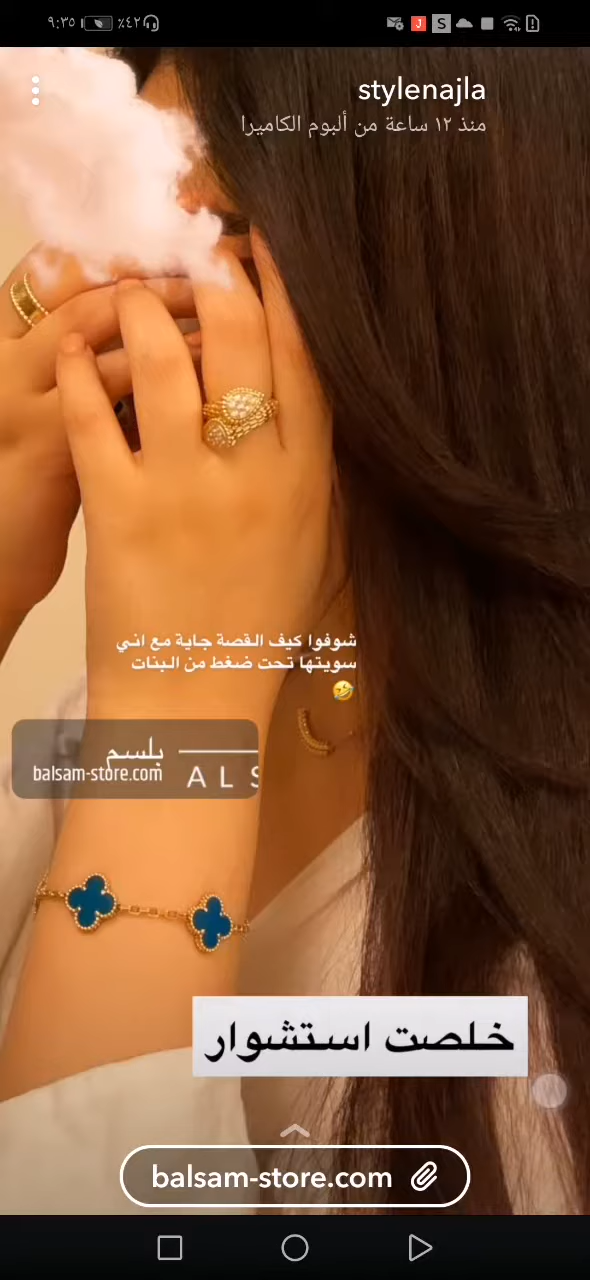 ٩:٣٥
٪٤٢
J
S
stylenajla
منذ ١٢ ساعة من ألبوم الكاميرا
شوفوا كيف القصة جاية مع اني
سويتها تحت ضغط من البنات
🤣
بلسم
balsam-store.com
ALS
خلصت استشوار
balsam-store.com